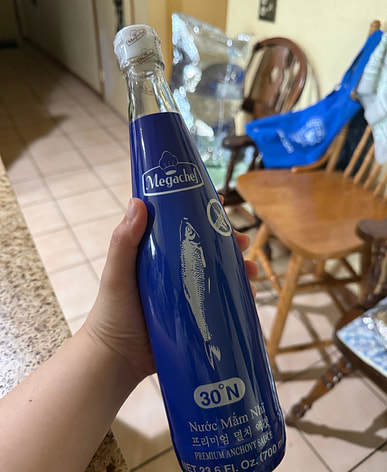 Megachef
30°N
Nước Mắm Nhĩ
프리미엄 멸치 액젓
PREMIUM ANCHOVY SAUCE
NET 23.6 Fl. Oz. (700 m